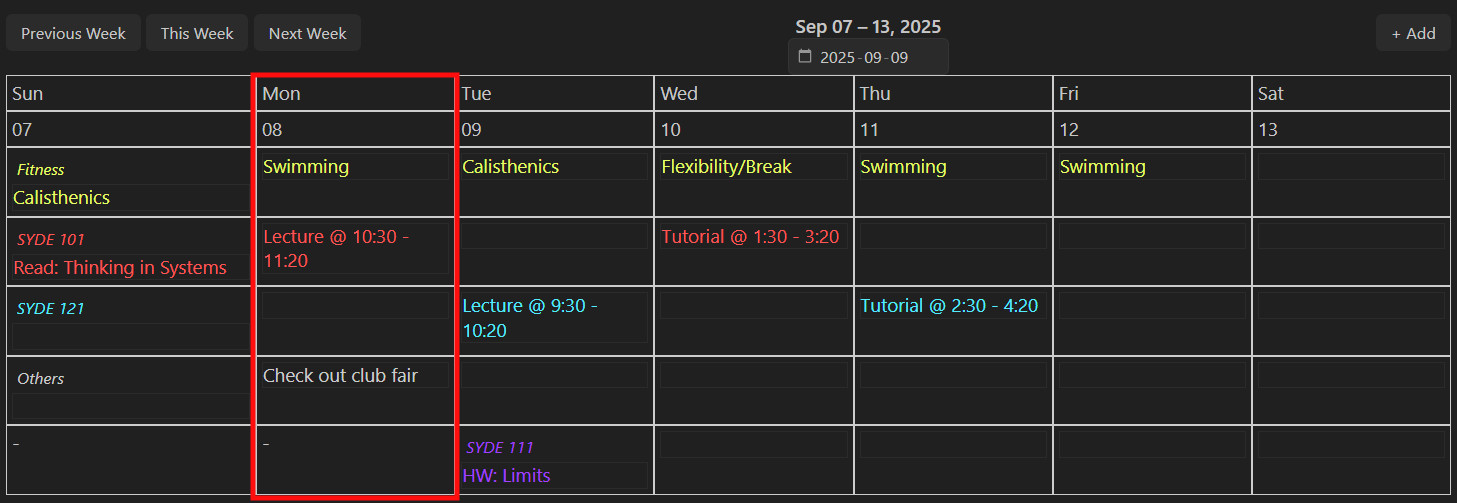 Previous Week This Week Next Week Sep 07 – 13, 2025 + Add
2025-09-09
Sun Mon Tue Wed Thu Fri Sat
07 08 09 10 11 12 13
Fitness Swimming Calisthenics Flexibility/Break Swimming Swimming
Calisthenics
SYDE 101 Lecture @ 10:30 - Tutorial @ 1:30 - 3:20
11:20
Read: Thinking in Systems
SYDE 121 Lecture @ 9:30 - Tutorial @ 2:30 - 4:20
10:20
Others Check out club fair
- - SYDE 111
HW: Limits